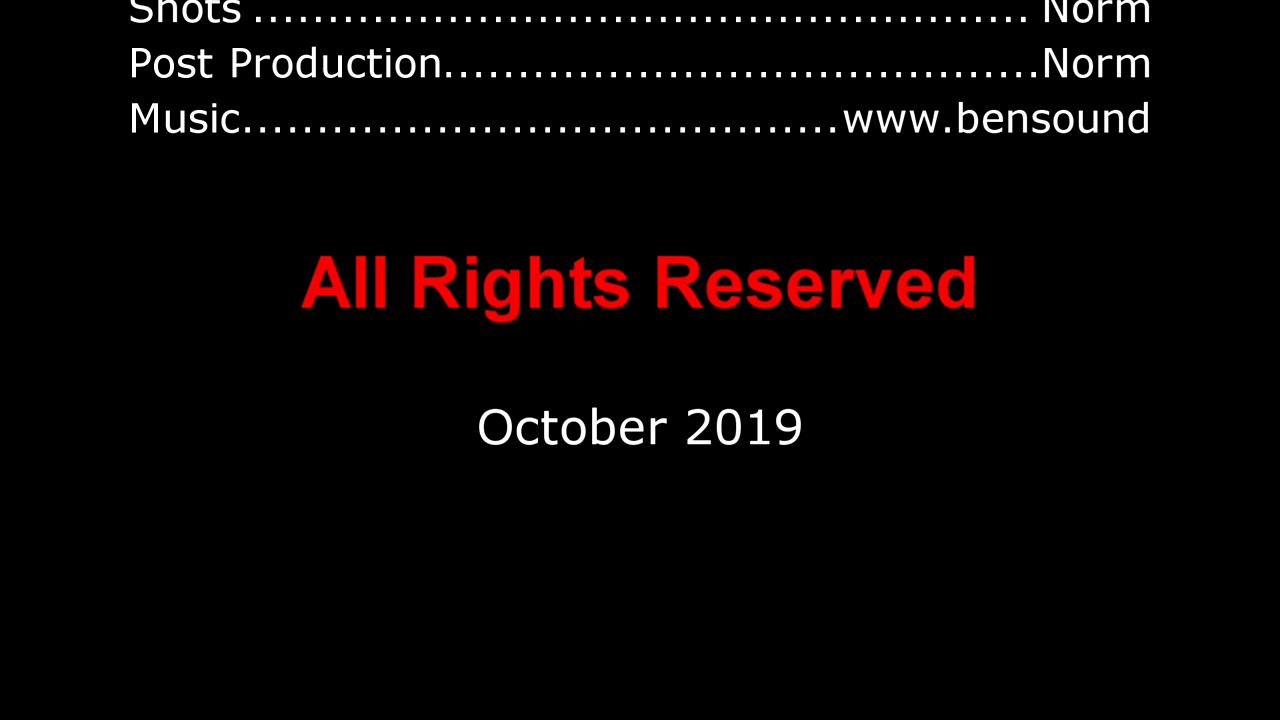 Shots .................................................... Norm
Post Production........................................Norm
Music........................................www.bensound
All Rights Reserved
October 2019